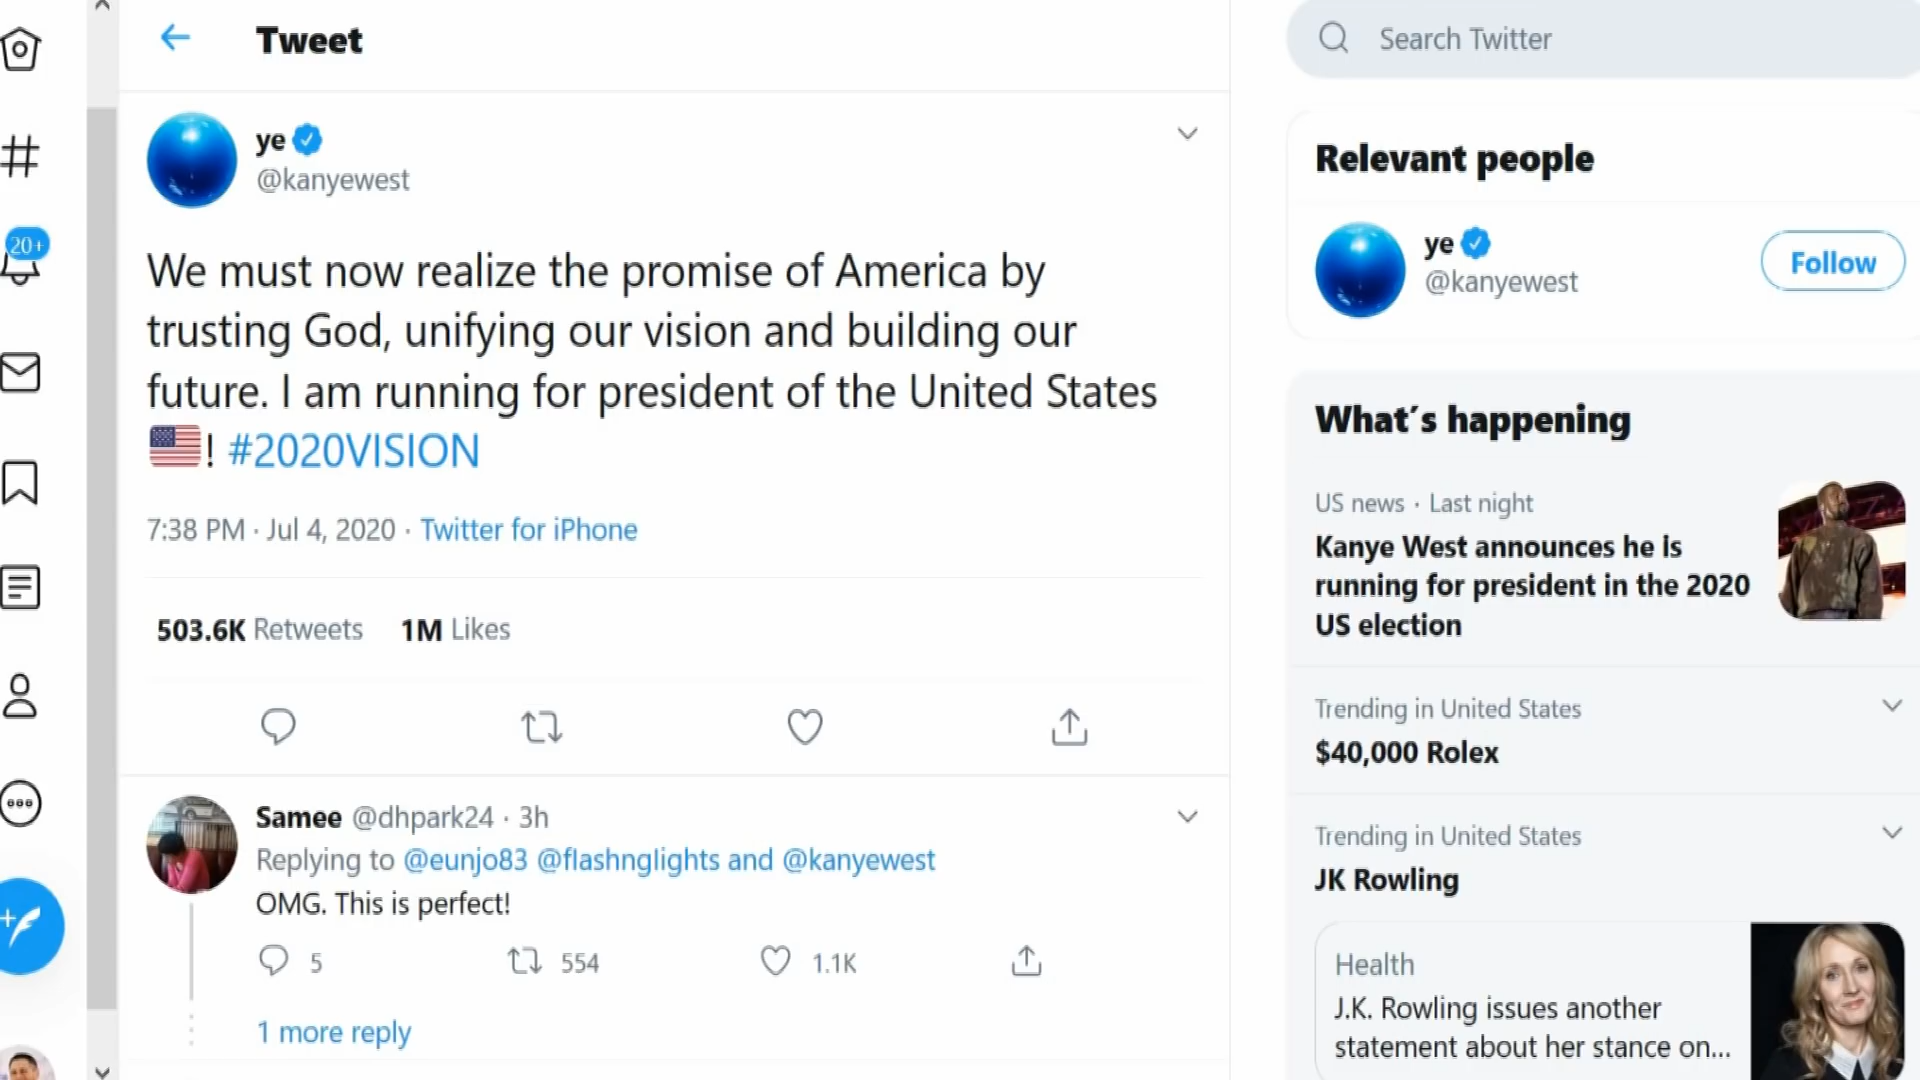 Tweet
Search Twitter
ye
@kanyewest
We must now realize the promise of America by
trusting God, unifying our vision and building our
future. I am running for president of the United States
! #2020VISION
7:38 PM · Jul 4, 2020 · Twitter for iPhone
503.6K Retweets 1M Likes
Samee @dhpark24 · 3h
Replying to @eunjo83 @flashnglights and @kanyewest
OMG. This is perfect!
5 554 1.1K
1 more reply
20+
Relevant people
ye
@kanyewest
Follow
What's happening
US news · Last night
Kanye West announces he is
running for president in the 2020
US election
Trending in United States
$40,000 Rolex
Trending in United States
JK Rowling
Health
J.K. Rowling issues another
statement about her stance on...